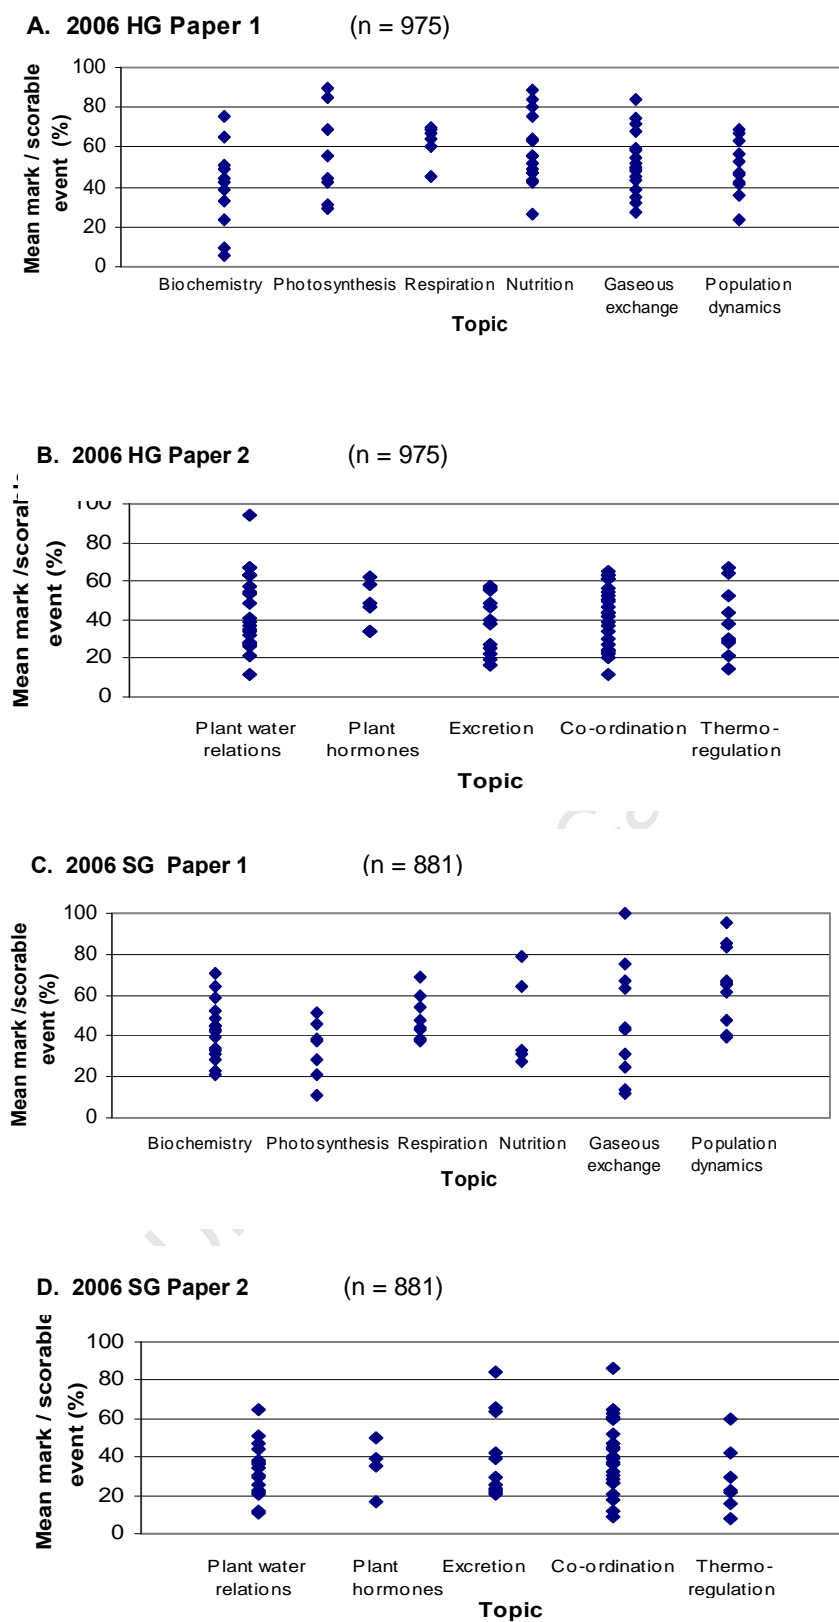 A. 2006 HG Paper 1 (n = 975)
Mean mark / scorable
event (%)
100
80
60
40
20
0
Biochemistry Photosynthesis Respiration Nutrition Gaseous exchange Population dynamics
Topic
B. 2006 HG Paper 2 (n = 975)
Mean mark /scorable
event (%)
100
80
60
40
20
0
Plant water relations Plant hormones Excretion Co-ordination Thermo-regulation
Topic
C. 2006 SG Paper 1 (n = 881)
Mean mark /scorable
event (%)
100
80
60
40
20
0
Biochemistry Photosynthesis Respiration Nutrition Gaseous exchange Population dynamics
Topic
D. 2006 SG Paper 2 (n = 881)
Mean mark / scorable
event (%)
100
80
60
40
20
0
Plant water relations Plant hormones Excretion Co-ordination Thermo-regulation
Topic